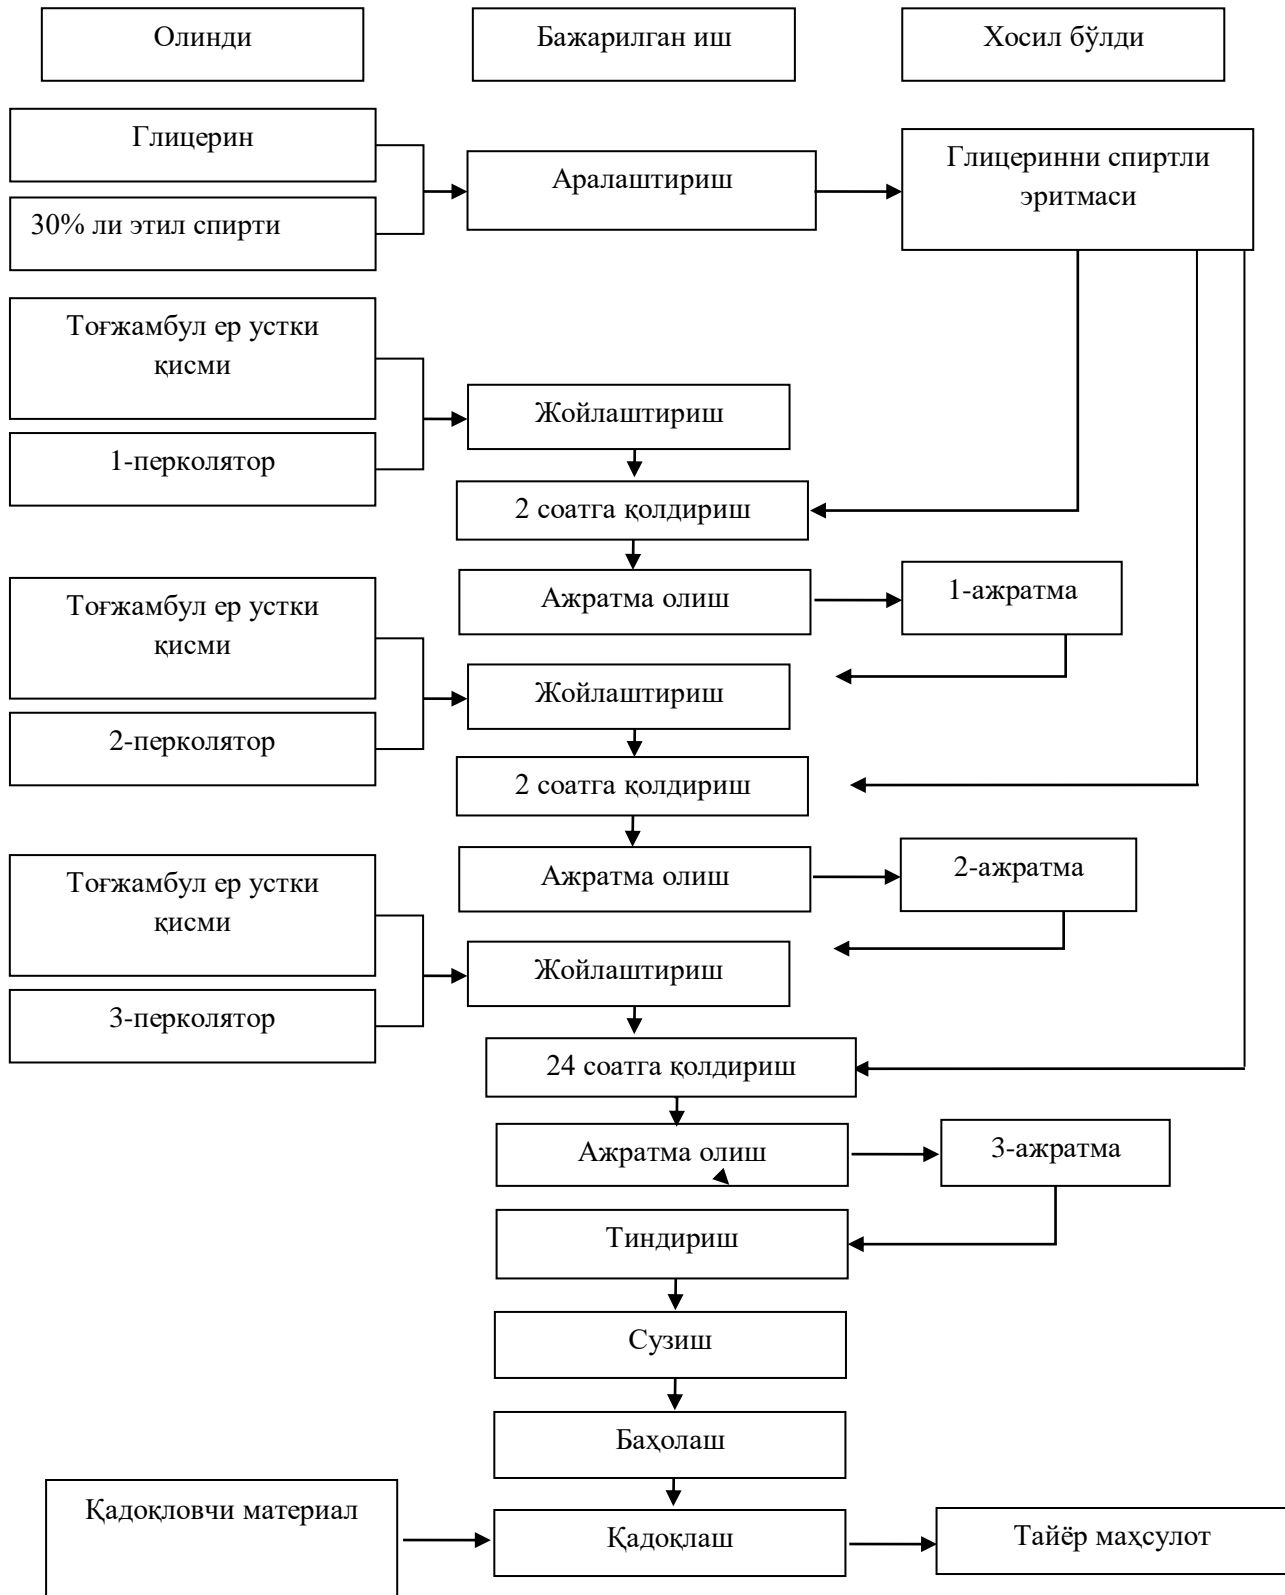 Олинди
Бажарилган иш
Хосил бўлди
Глицерин
30% ли этил спирти
Аралаштириш
Глицеринни спиртли
эритмаси
Тоғжамбул ер устки
қисми
1-перколятор
Жойлаштириш
2 соатга қолдириш
Ажратма олиш
1-ажратма
Тоғжамбул ер устки
қисми
2-перколятор
Жойлаштириш
2 соатга қолдириш
Ажратма олиш
2-ажратма
Тоғжамбул ер устки
қисми
3-перколятор
Жойлаштириш
24 соатга қолдириш
Ажратма олиш
3-ажратма
Тиндириш
Сузиш
Баҳолаш
Қадоқловчи материал
Қадоқлаш
Тайёр маҳсулот